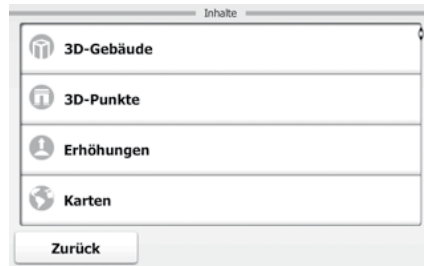 Inhalte
3D-Gebäude
3D-Punkte
Erhöhungen
Karten
Zurück